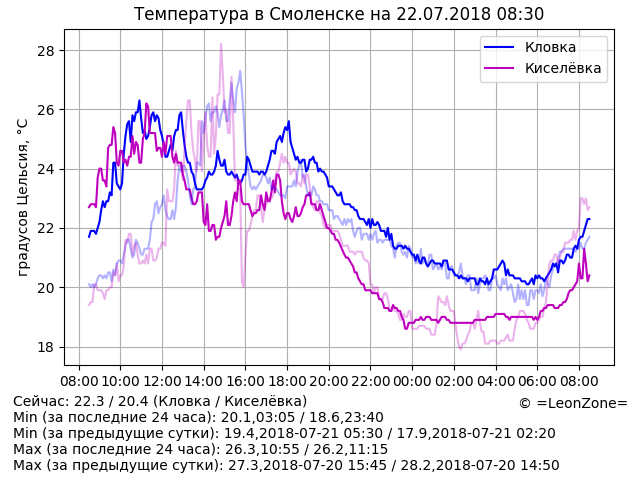 Температура в Смоленске на 22.07.2018 08:30
градусов Цельсия, °C
28
26
24
22
20
18
Кловка
Киселёвка
08:00 10:00 12:00 14:00 16:00 18:00 20:00 22:00 00:00 02:00 04:00 06:00 08:00
Сейчас: 22.3 / 20.4 (Кловка / Киселёвка)
© =LeonZone=
Min (за последние 24 часа): 20.1,03:05 / 18.6,23:40
Min (за предыдущие сутки): 19.4,2018-07-21 05:30 / 17.9,2018-07-21 02:20
Max (за последние 24 часа): 26.3,10:55 / 26.2,11:15
Max (за предыдущие сутки): 27.3,2018-07-20 15:45 / 28.2,2018-07-20 14:50